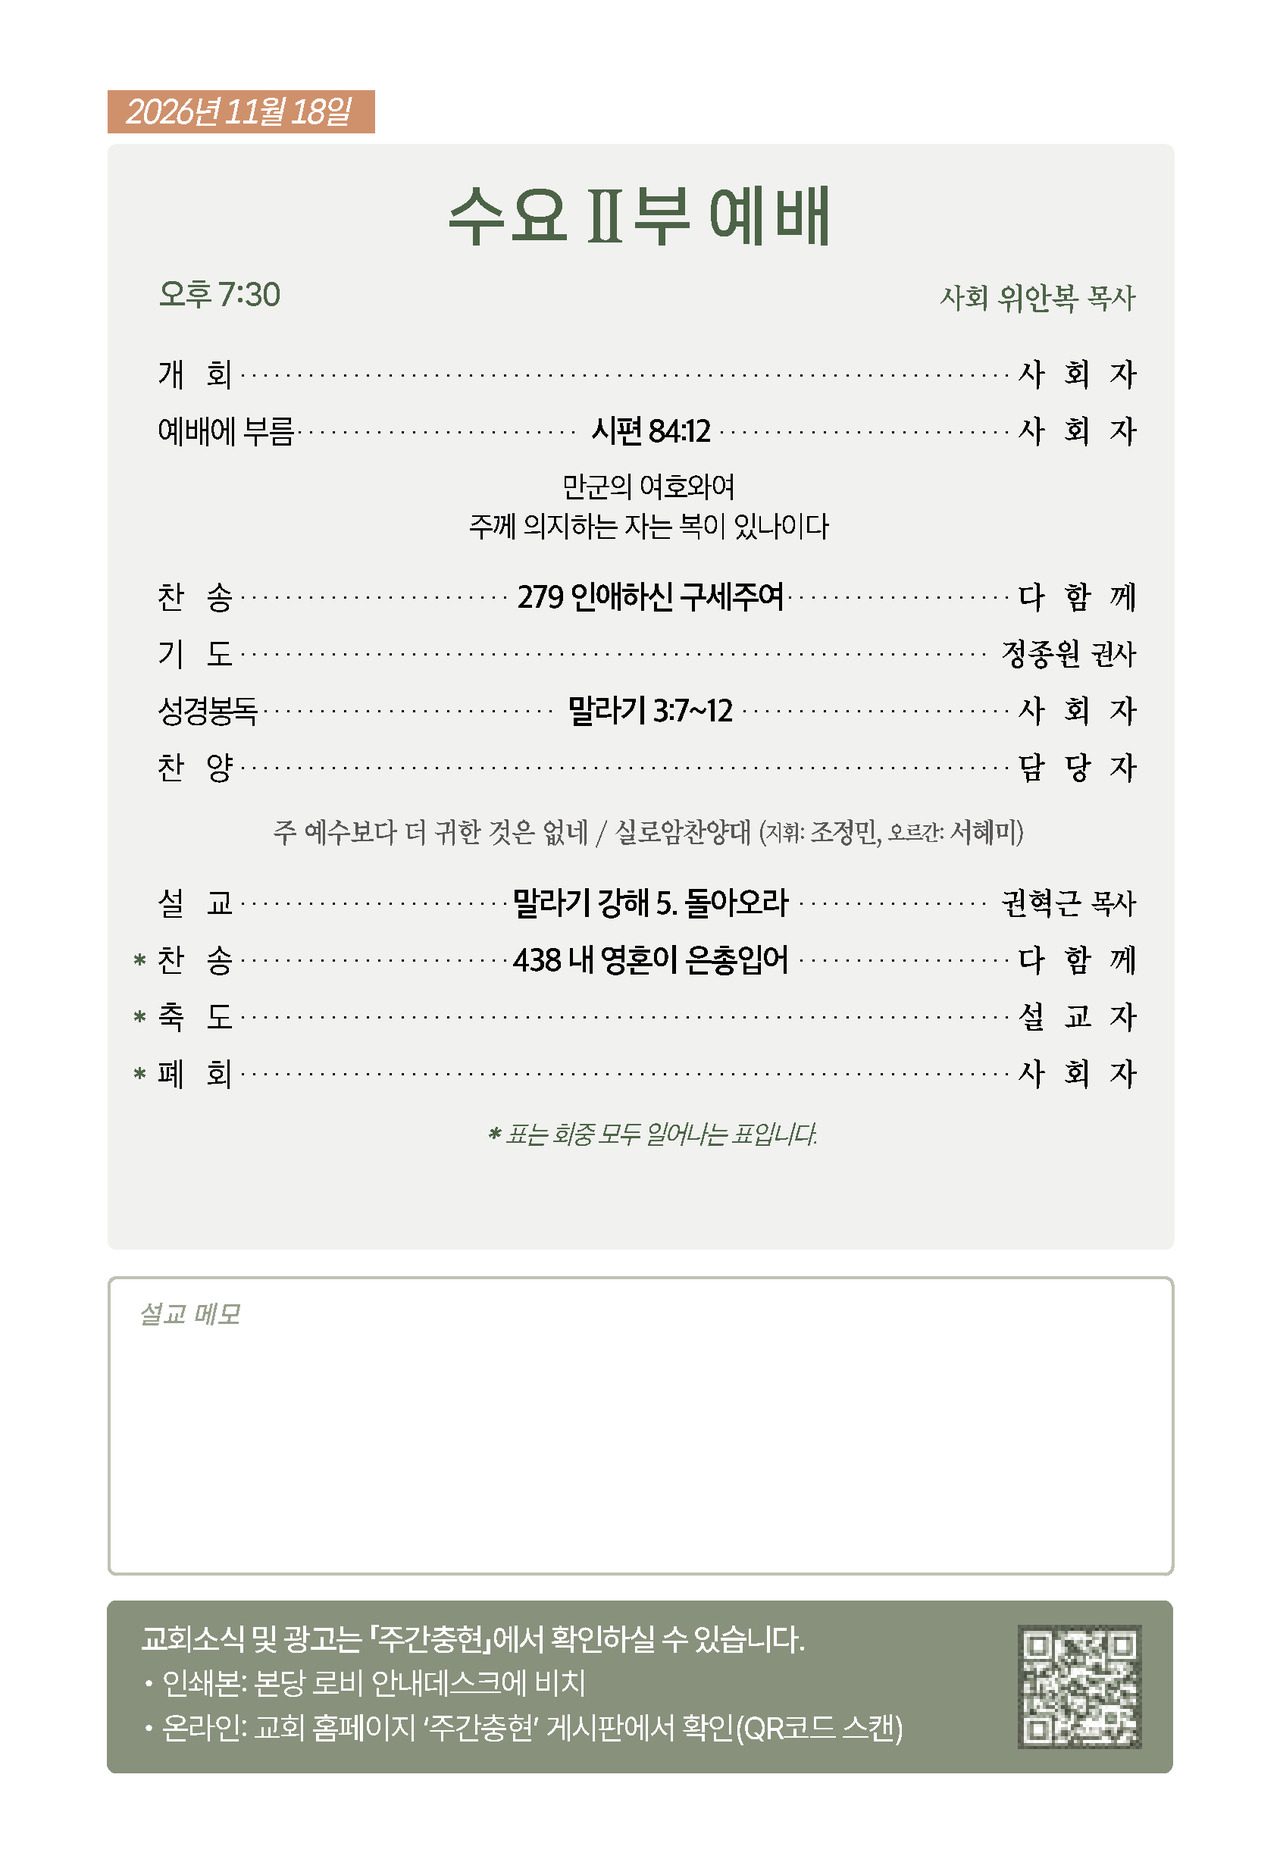 2026년 11월 18일
수요 Ⅱ부 예배
오후 7:30 사회 위안복 목사
개 회 사 회 자
예배에 부름 시편 84:12 사 회 자
만군의 여호와여
주께 의지하는 자는 복이 있나이다
찬 송 279 인애하신 구세주여 다 함 께
기 도 정종원 권사
성경봉독 말라기 3:7~12 사 회 자
찬 양 담 당 자
주 예수보다 더 귀한 것은 없네 / 실로암찬양대 (지휘: 조정민, 오르간: 서혜미)
설 교 말라기 강해 5. 돌아오라 권혁근 목사
* 찬 송 438 내 영혼이 은총입어 다 함 께
* 축 도 설 교 자
* 폐 회 사 회 자
* 표는 회중 모두 일어나는 표입니다.
설교 메모
교회소식 및 광고는 「주간충현」에서 확인하실 수 있습니다.
• 인쇄본: 본당 로비 안내데스크에 비치
• 온라인: 교회 홈페이지 ‘주간충현’ 게시판에서 확인(QR코드 스캔)